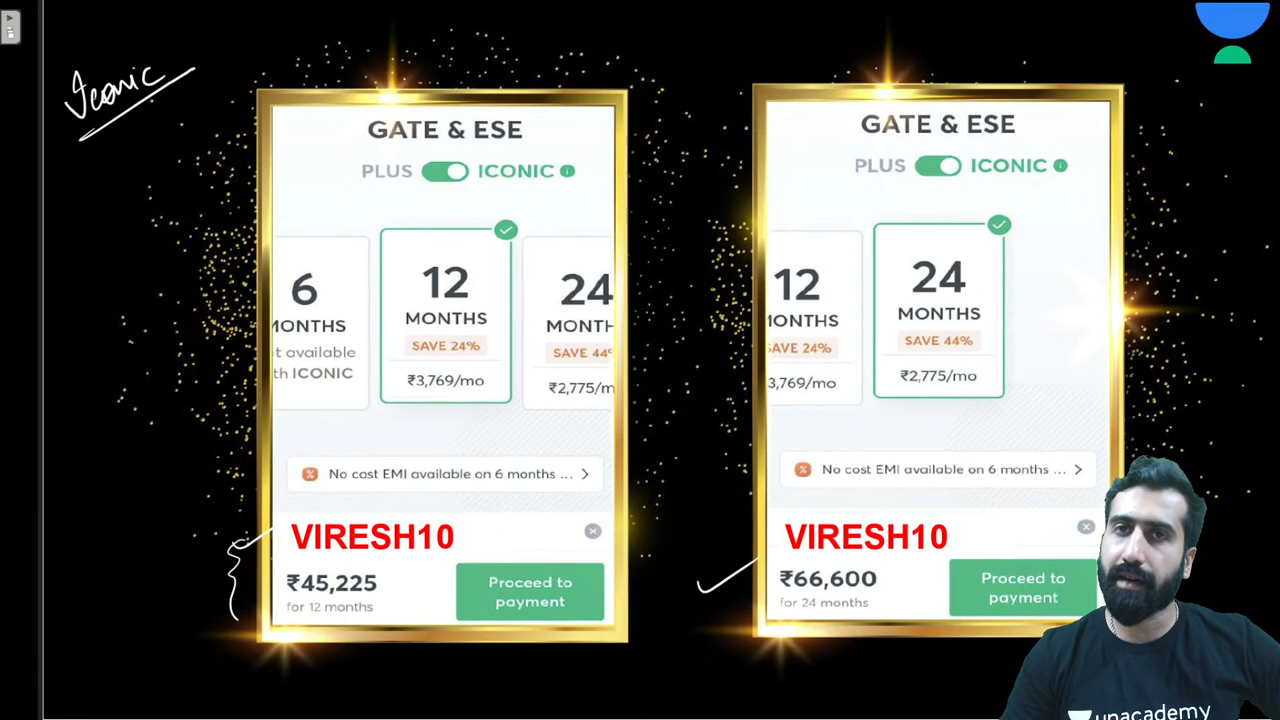 Iconic
GATE & ESE
PLUS ICONIC
6
MONTHS
t available
th ICONIC
12
MONTHS
SAVE 24%
₹3,769/mo
24
MONTH
SAVE 44%
₹2,775/m
No cost EMI available on 6 months ...
VIRESH10
₹45,225
for 12 months
Proceed to
payment
GATE & ESE
PLUS ICONIC
12
MONTHS
SAVE 24%
3,769/mo
24
MONTHS
SAVE 44%
₹2,775/mo
No cost EMI available on 6 months ...
VIRESH10
₹66,600
for 24 months
Proceed to
payment
unacademy